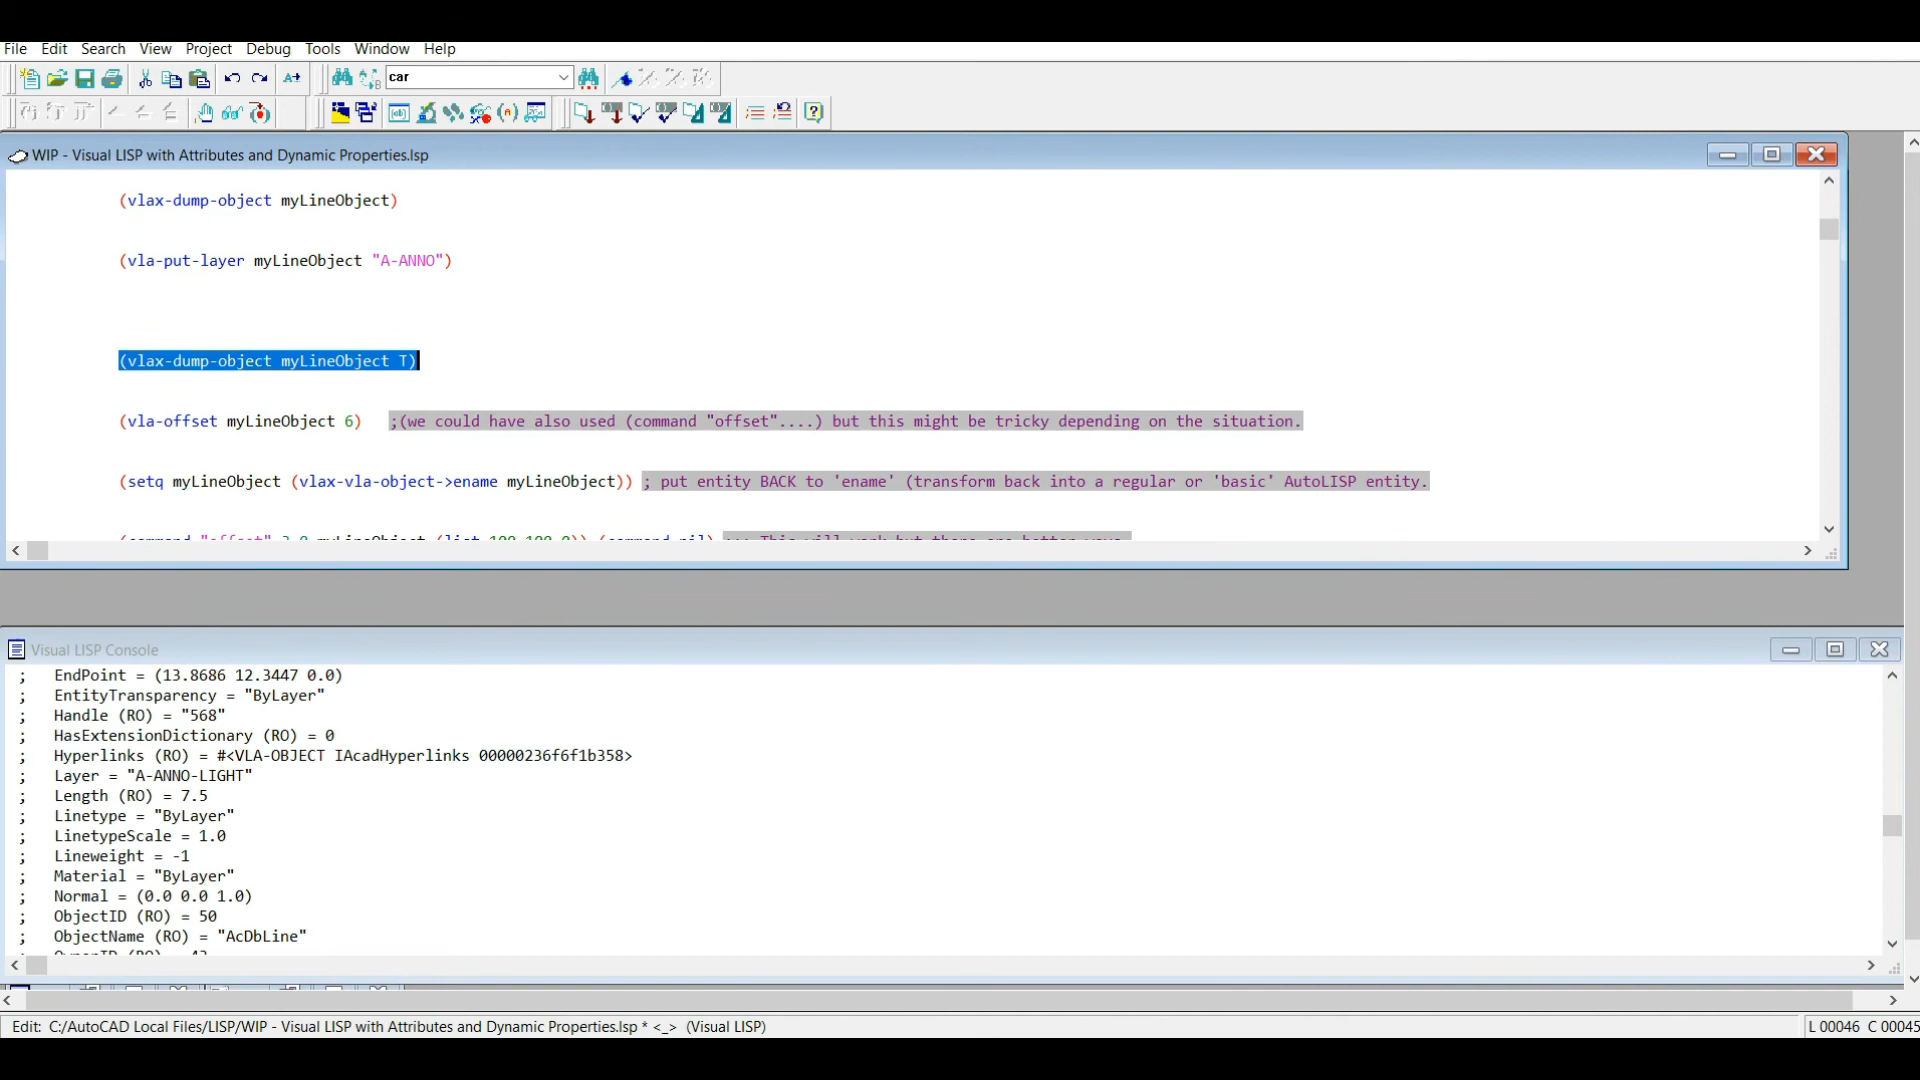 File Edit Search View Project Debug Tools Window Help
car
WIP - Visual LISP with Attributes and Dynamic Properties.lsp
(vlax-dump-object myLineObject)
(vla-put-layer myLineObject "A-ANNO")
(vlax-dump-object myLineObject T)
(vla-offset myLineObject 6) ;(we could have also used (command "offset"....) but this might be tricky depending on the situation.
(setq myLineObject (vlax-vla-object->ename myLineObject)) ; put entity BACK to 'ename' (transform back into a regular or 'basic' AutoLISP entity.
Visual LISP Console
; EndPoint = (13.8686 12.3447 0.0)
; EntityTransparency = "ByLayer"
; Handle (RO) = "568"
; HasExtensionDictionary (RO) = 0
; Hyperlinks (RO) = #<VLA-OBJECT IAcadHyperlinks 00000236f6f1b358>
; Layer = "A-ANNO-LIGHT"
; Length (RO) = 7.5
; Linetype = "ByLayer"
; LinetypeScale = 1.0
; Lineweight = -1
; Material = "ByLayer"
; Normal = (0.0 0.0 1.0)
; ObjectID (RO) = 50
; ObjectName (RO) = "AcDbLine"
Edit: C:/AutoCAD Local Files/LISP/WIP - Visual LISP with Attributes and Dynamic Properties.lsp * <_> (Visual LISP)
L 00046 C 00045